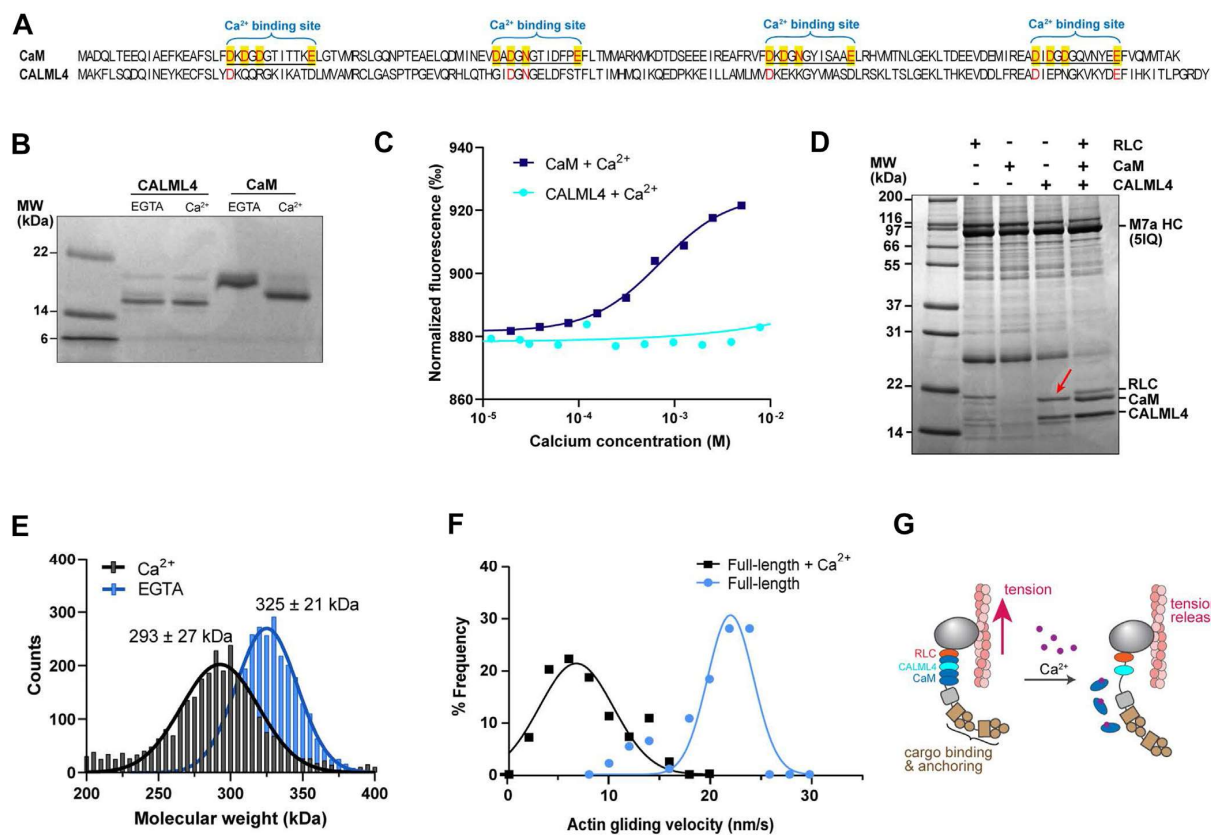 A
Ca²⁺ binding site Ca²⁺ binding site Ca²⁺ binding site Ca²⁺ binding site
CaM MADQLTEEQIAEFKEAFSLFDKDGDGTITTKELGTVMRSLGQNPTEAELQDMINEVDADGNGTIDFPEFLTMMARKMKDTDSEEEIREAFRVFDKDGNGYISAAELRHVMTNLGEKLTDEEVDEMIREADIDGDGQVNYEEFVQMMTAK
CALML4 MAKFLSQDQINEYKECFSLYDKQQRGKIKATDLMVAMRCLGASPTPGEVQRHLQTHGIDGNGELDFSTFLTIMHMQIKQEDPKKEILLAMLMVDKEKKGYVMASDLRSKLTSLGEKLTHKEVDDLFREADIEPNGKVKYDEFIHKITLPGRDY
B
CALML4 CaM
MW
(kDa)
EGTA Ca²⁺ EGTA Ca²⁺
22
14
6
C
Normalized fluorescence (‰)
940
920
900
880
860
CaM + Ca²⁺
CALML4 + Ca²⁺
10⁻⁵ 10⁻⁴ 10⁻³ 10⁻²
Calcium concentration (M)
D
+ - - + RLC
- + - + CaM
- - + + CALML4
MW
(kDa)
200
116
97
66
55
37
31
22
14
M7a HC
(5IQ)
RLC
CaM
CALML4
E
Counts
400
300
200
100
0
Ca²⁺
EGTA
325 ± 21 kDa
293 ± 27 kDa
200 250 300 350 400
Molecular weight (kDa)
F
% Frequency
40
30
20
10
0
Full-length + Ca²⁺
Full-length
0 10 20 30
Actin gliding velocity (nm/s)
G
tension
RLC
CALML4
CaM
Ca²⁺
tension
release
cargo binding
& anchoring